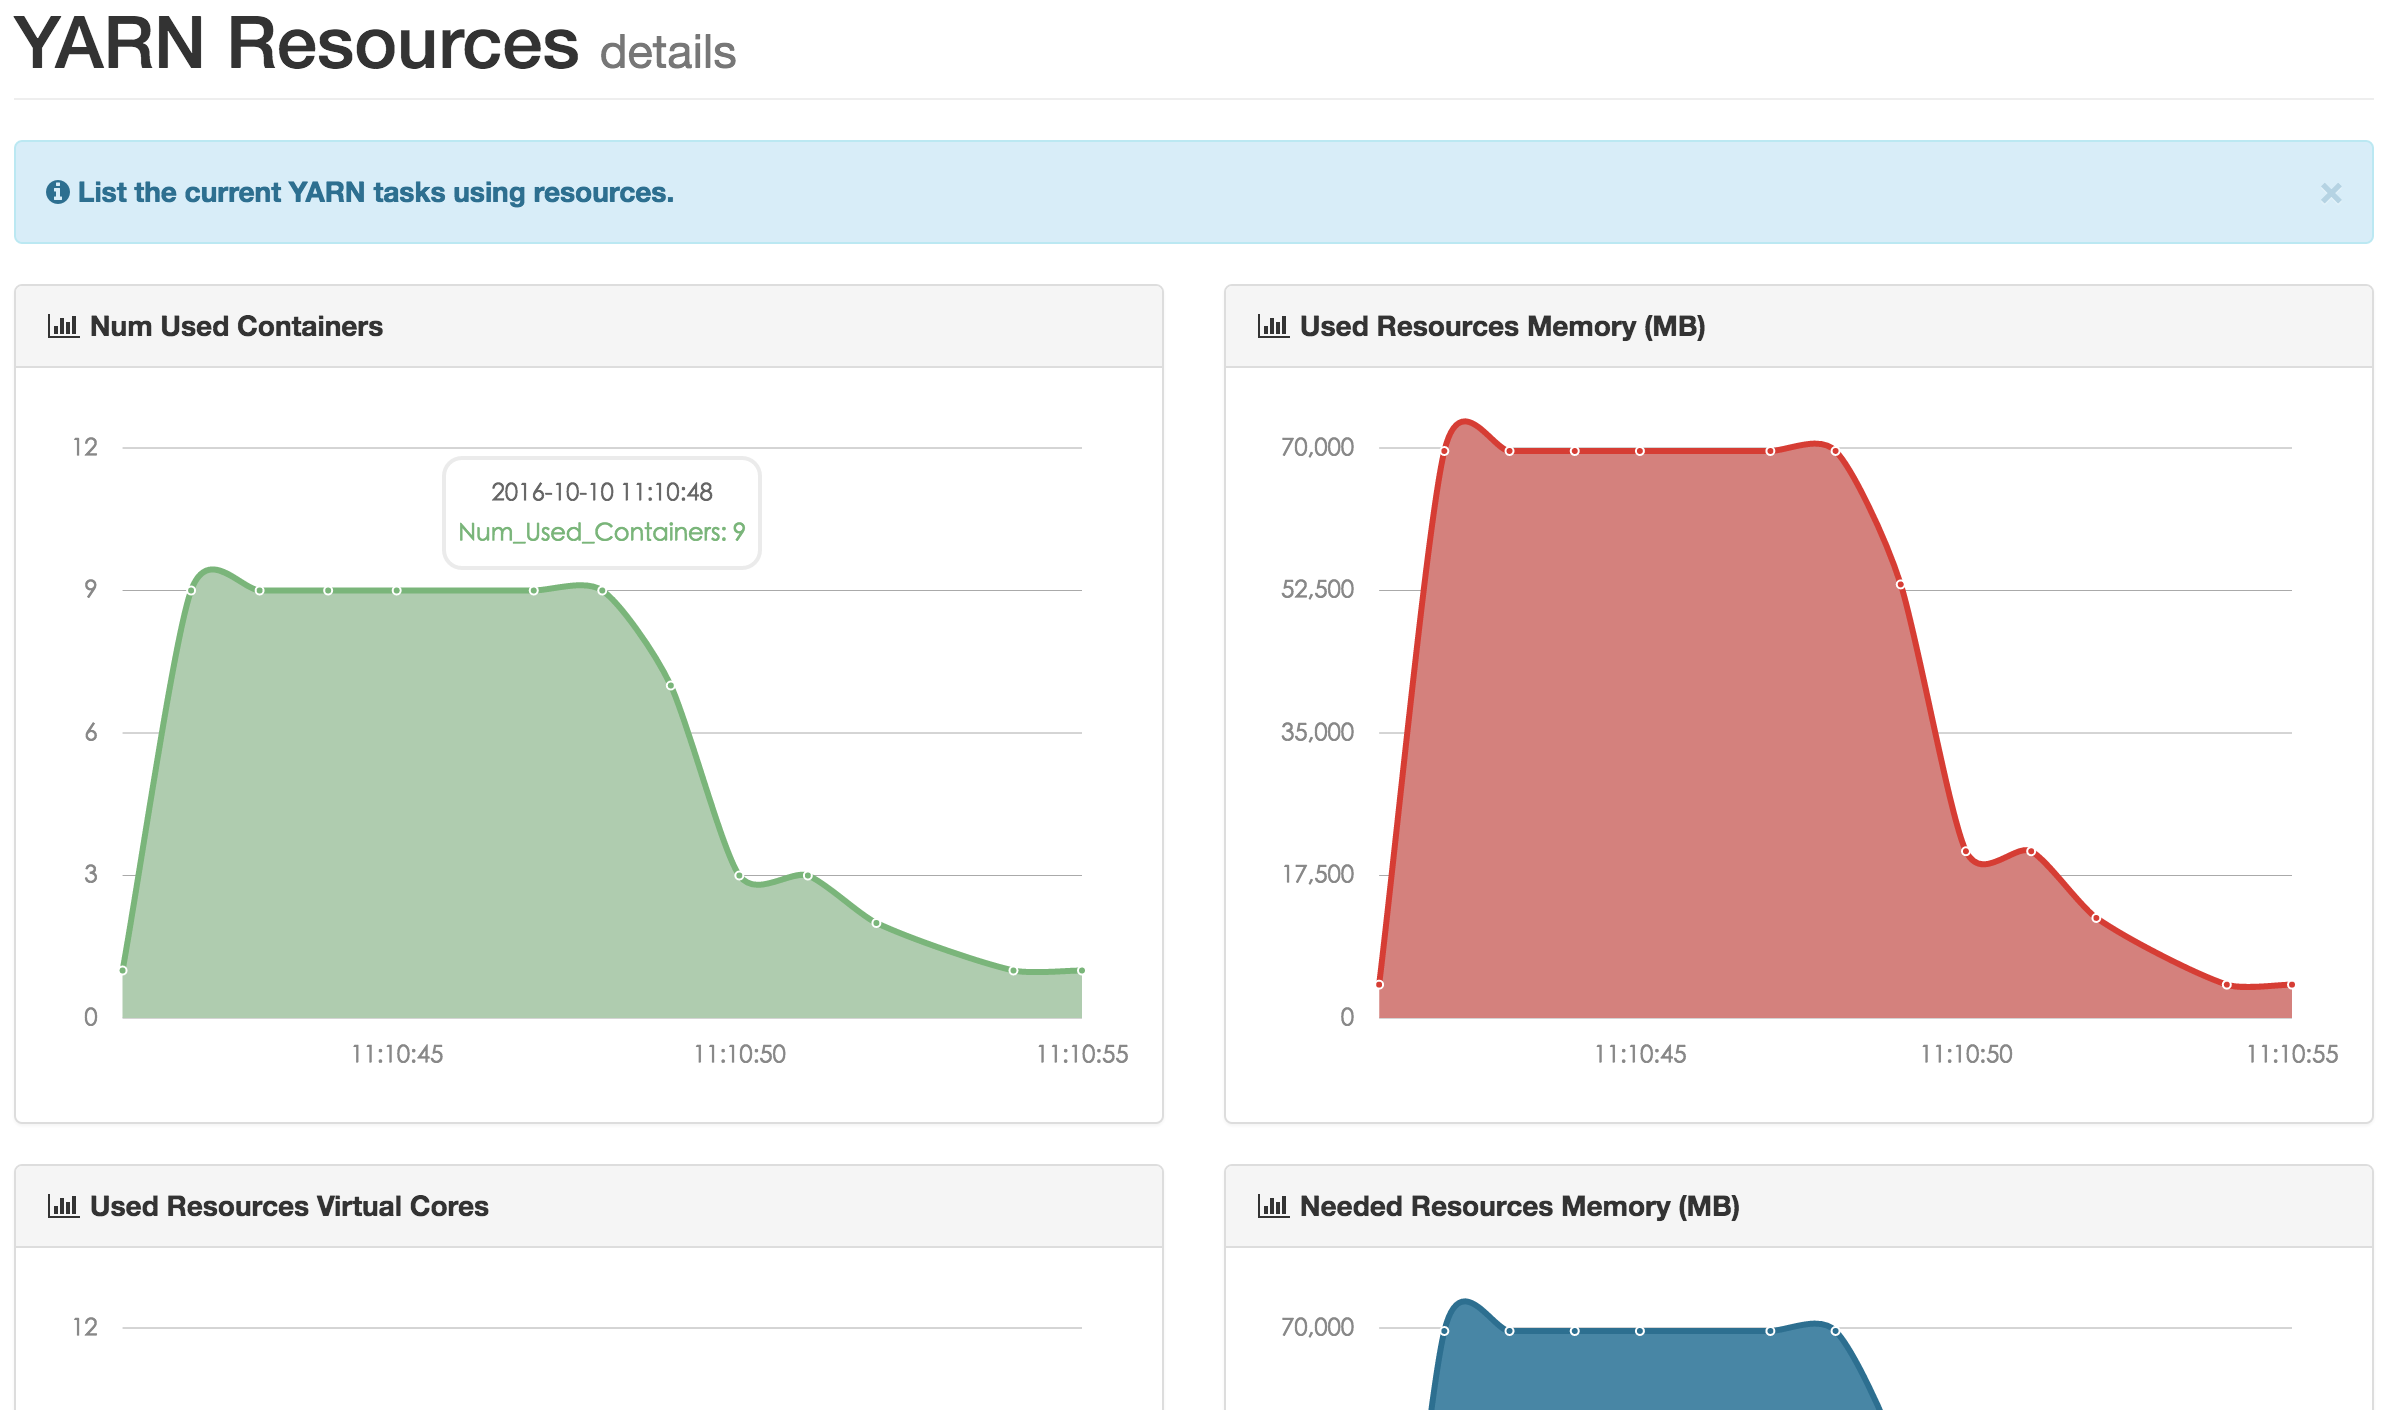 YARN Resources details
List the current YARN tasks using resources.
×
Num Used Containers
12
9
6
3
0
2016-10-10 11:10:48
Num_Used_Containers: 9
11:10:45 11:10:50 11:10:55
Used Resources Memory (MB)
70,000
52,500
35,000
17,500
0
11:10:45 11:10:50 11:10:55
Used Resources Virtual Cores
12
Needed Resources Memory (MB)
70,000